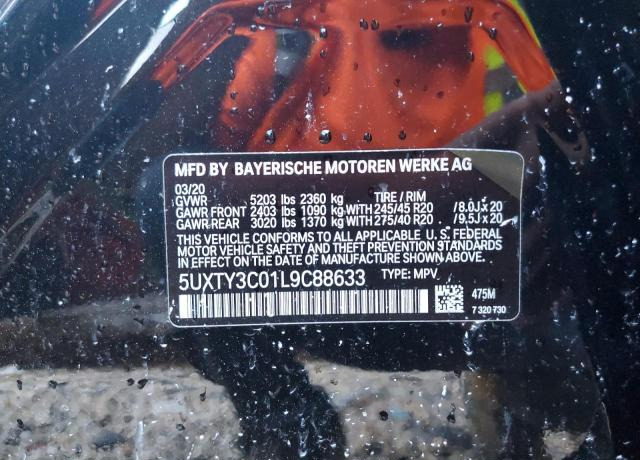 MFD BY BAYERISCHE MOTOREN WERKE AG
03/20
GVWR 5203 lbs 2360 kg TIRE / RIM
GAWR FRONT 2403 lbs 1090 kg WITH 245/45 R20 /8.0J x 20
GAWR REAR 3020 lbs 1370 kg WITH 275/40 R20 /9.5J x 20
THIS VEHICLE CONFORMS TO ALL APPLICABLE U.S. FEDERAL
MOTOR VEHICLE SAFETY AND THEFT PREVENTION STANDARDS
IN EFFECT ON THE DATE OF MANUFACTURE SHOWN ABOVE.
5UXTY3C01L9C88633 TYPE: MPV
475M
7 320 730